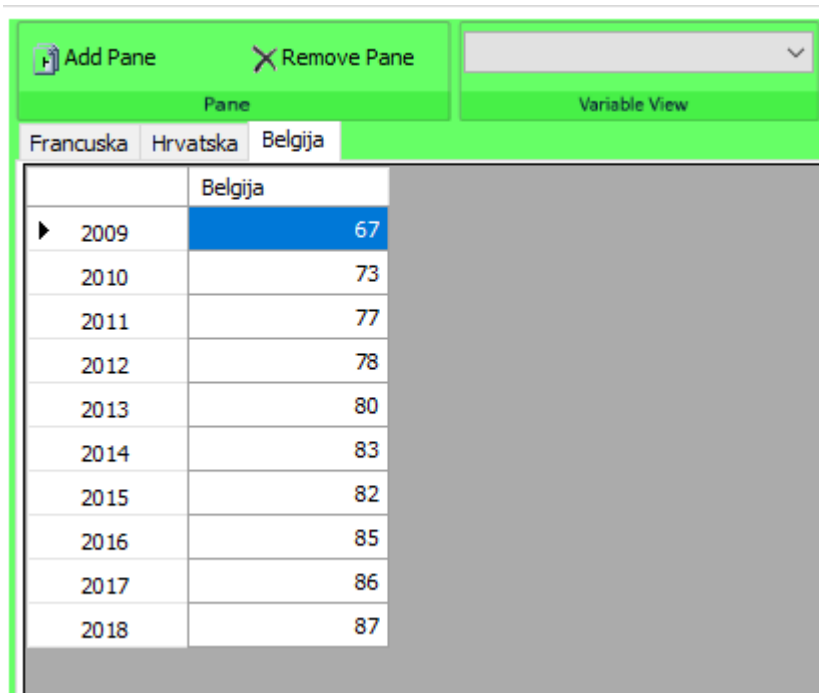 Add Pane Remove Pane
Pane Variable View
Francuska Hrvatska Belgija
Belgija
2009 67
2010 73
2011 77
2012 78
2013 80
2014 83
2015 82
2016 85
2017 86
2018 87